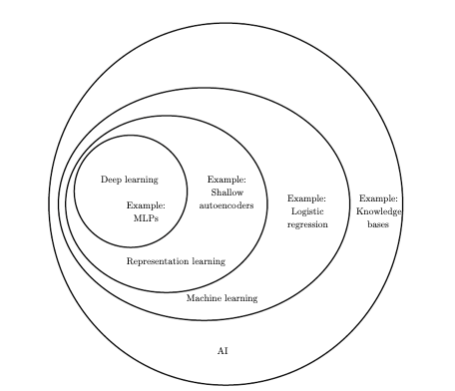 Deep learning
Example:
MLPs
Example:
Shallow
autoencoders
Example:
Logistic
regression
Example:
Knowledge
bases
Representation learning
Machine learning
AI